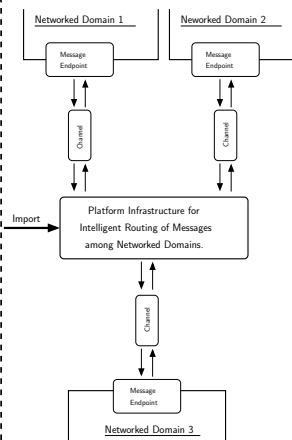 Networked Domain 1
Networked Domain 2
Message
Endpoint
Message
Endpoint
Channel
Channel
Import
Platform Infrastructure for
Intelligent Routing of Messages
among Networked Domains.
Channel
Message
Endpoint
Networked Domain 3